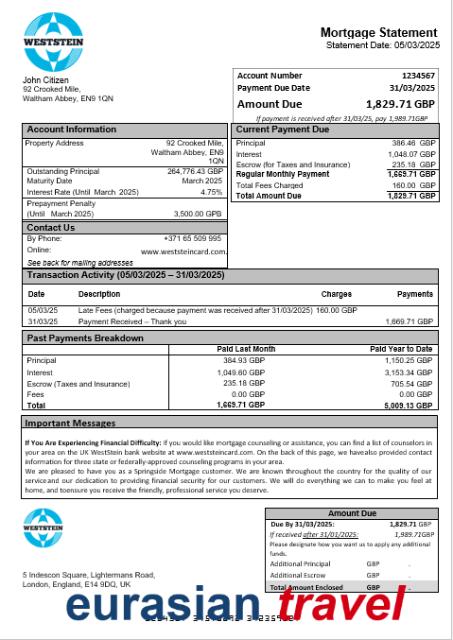 WESTSTEIN
Mortgage Statement
Statement Date: 05/03/2025
John Citizen
92 Crooked Mile,
Waltham Abbey, EN9 1QN
Account Number 1234567
Payment Due Date 31/03/2025
Amount Due 1,829.71 GBP
If payment is received after 31/03/25, pay 1,989.71GBP
Account Information
Property Address 92 Crooked Mile,
Waltham Abbey, EN9
1QN
Outstanding Principal 264,776.43 GBP
Maturity Date March 2025
Interest Rate (Until March 2025) 4.75%
Prepayment Penalty
(Until March 2025) 3,500.00 GPB
Contact Us
By Phone: +371 65 509 995
Online: www.weststeincard.com.
See back for mailing addresses
Current Payment Due
Principal 386.46 GBP
Interest 1,048.07 GBP
Escrow (for Taxes and Insurance) 235.18 GBP
Regular Monthly Payment 1,669.71 GBP
Total Fees Charged 160.00 GBP
Total Amount Due 1,829.71 GBP
Transaction Activity (05/03/2025 – 31/03/2025)
Date Description Charges Payments
05/03/25 Late Fees (charged because payment was received after 31/03/2025) 160.00 GBP
31/03/25 Payment Received – Thank you 1,669.71 GBP
Past Payments Breakdown
Paid Last Month Paid Year to Date
Principal 384.93 GBP 1,150.25 GBP
Interest 1,049.60 GBP 3,153.34 GBP
Escrow (Taxes and Insurance) 235.18 GBP 705.54 GBP
Fees 0.00 GBP 0.00 GBP
Total 1,669.71 GBP 5,009.13 GBP
Important Messages
If You Are Experiencing Financial Difficulty: if you would like mortgage counseling or assistance, you can find a list of counselors in
your area on the UK WestStein bank website at www.weststeincard.com. On the back of this page, we havealso provided contact
information for three state or federally-approved counseling programs in your area.
We are pleased to have you as a Springside Mortgage customer. We are known throughout the country for the quality of our
serviceand our dedication to providing financial security for our customers. We will do everything we can to make you feel at
home, and toensure you receive the friendly, professional service you deserve.
WESTSTEIN
5 Indescon Square, Lightermans Road,
London, England, E14 9DQ, UK
Amount Due
Due By 31/03/2025: 1,829.71 GBP
If received after 31/01/2025: 1,989.71GBP
Please designate how you want us to apply any additional
funds.
Additional Principal GBP .
Additional Escrow GBP .
Total Amount Enclosed GBP .
eurasian travel